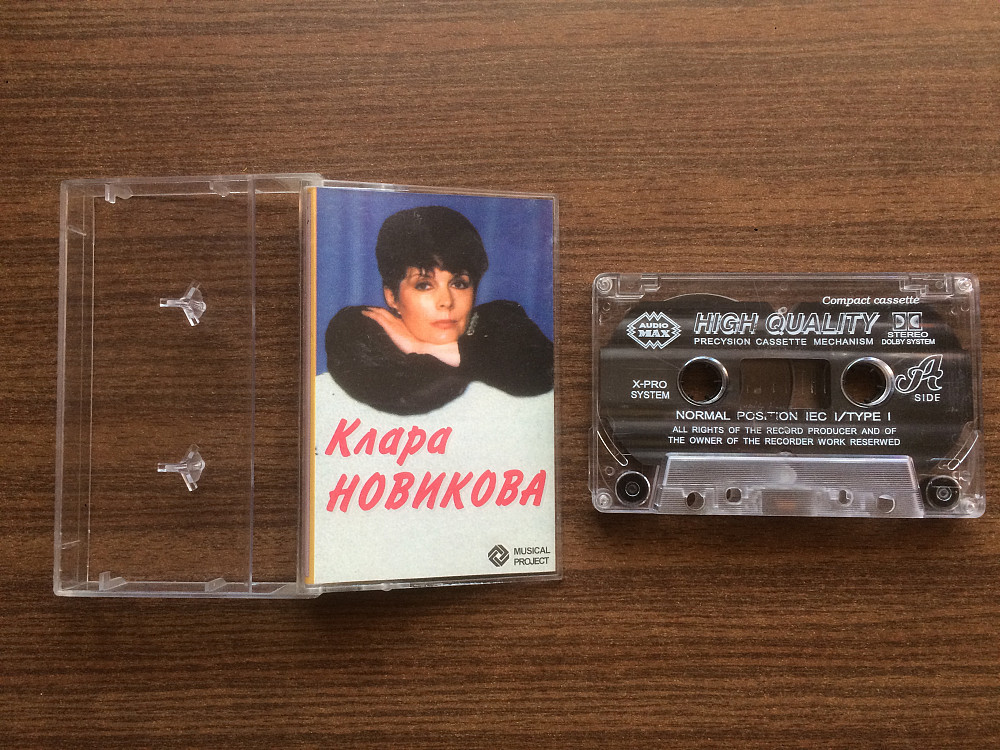 Клара
НОВИКОВА
MUSICAL
PROJECT
Compact cassette
AUDIO
MAX
HIGH QUALITY
PRECYSION CASSETTE MECHANISM
STEREO
DOLBY SYSTEM
X-PRO
SYSTEM
A
SIDE
NORMAL POSITION IEC I/TYPE I
ALL RIGHTS OF THE RECORD PRODUCER AND OF
THE OWNER OF THE RECORDER WORK RESERWED